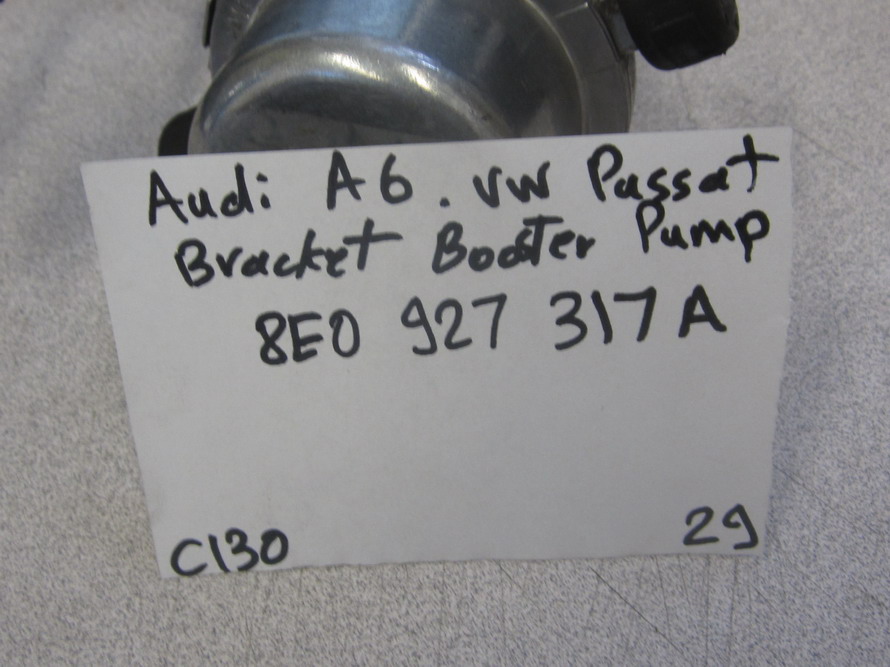 Audi A6 . VW Passat
Bracket Booster Pump
8E0 927 317 A
C130
29